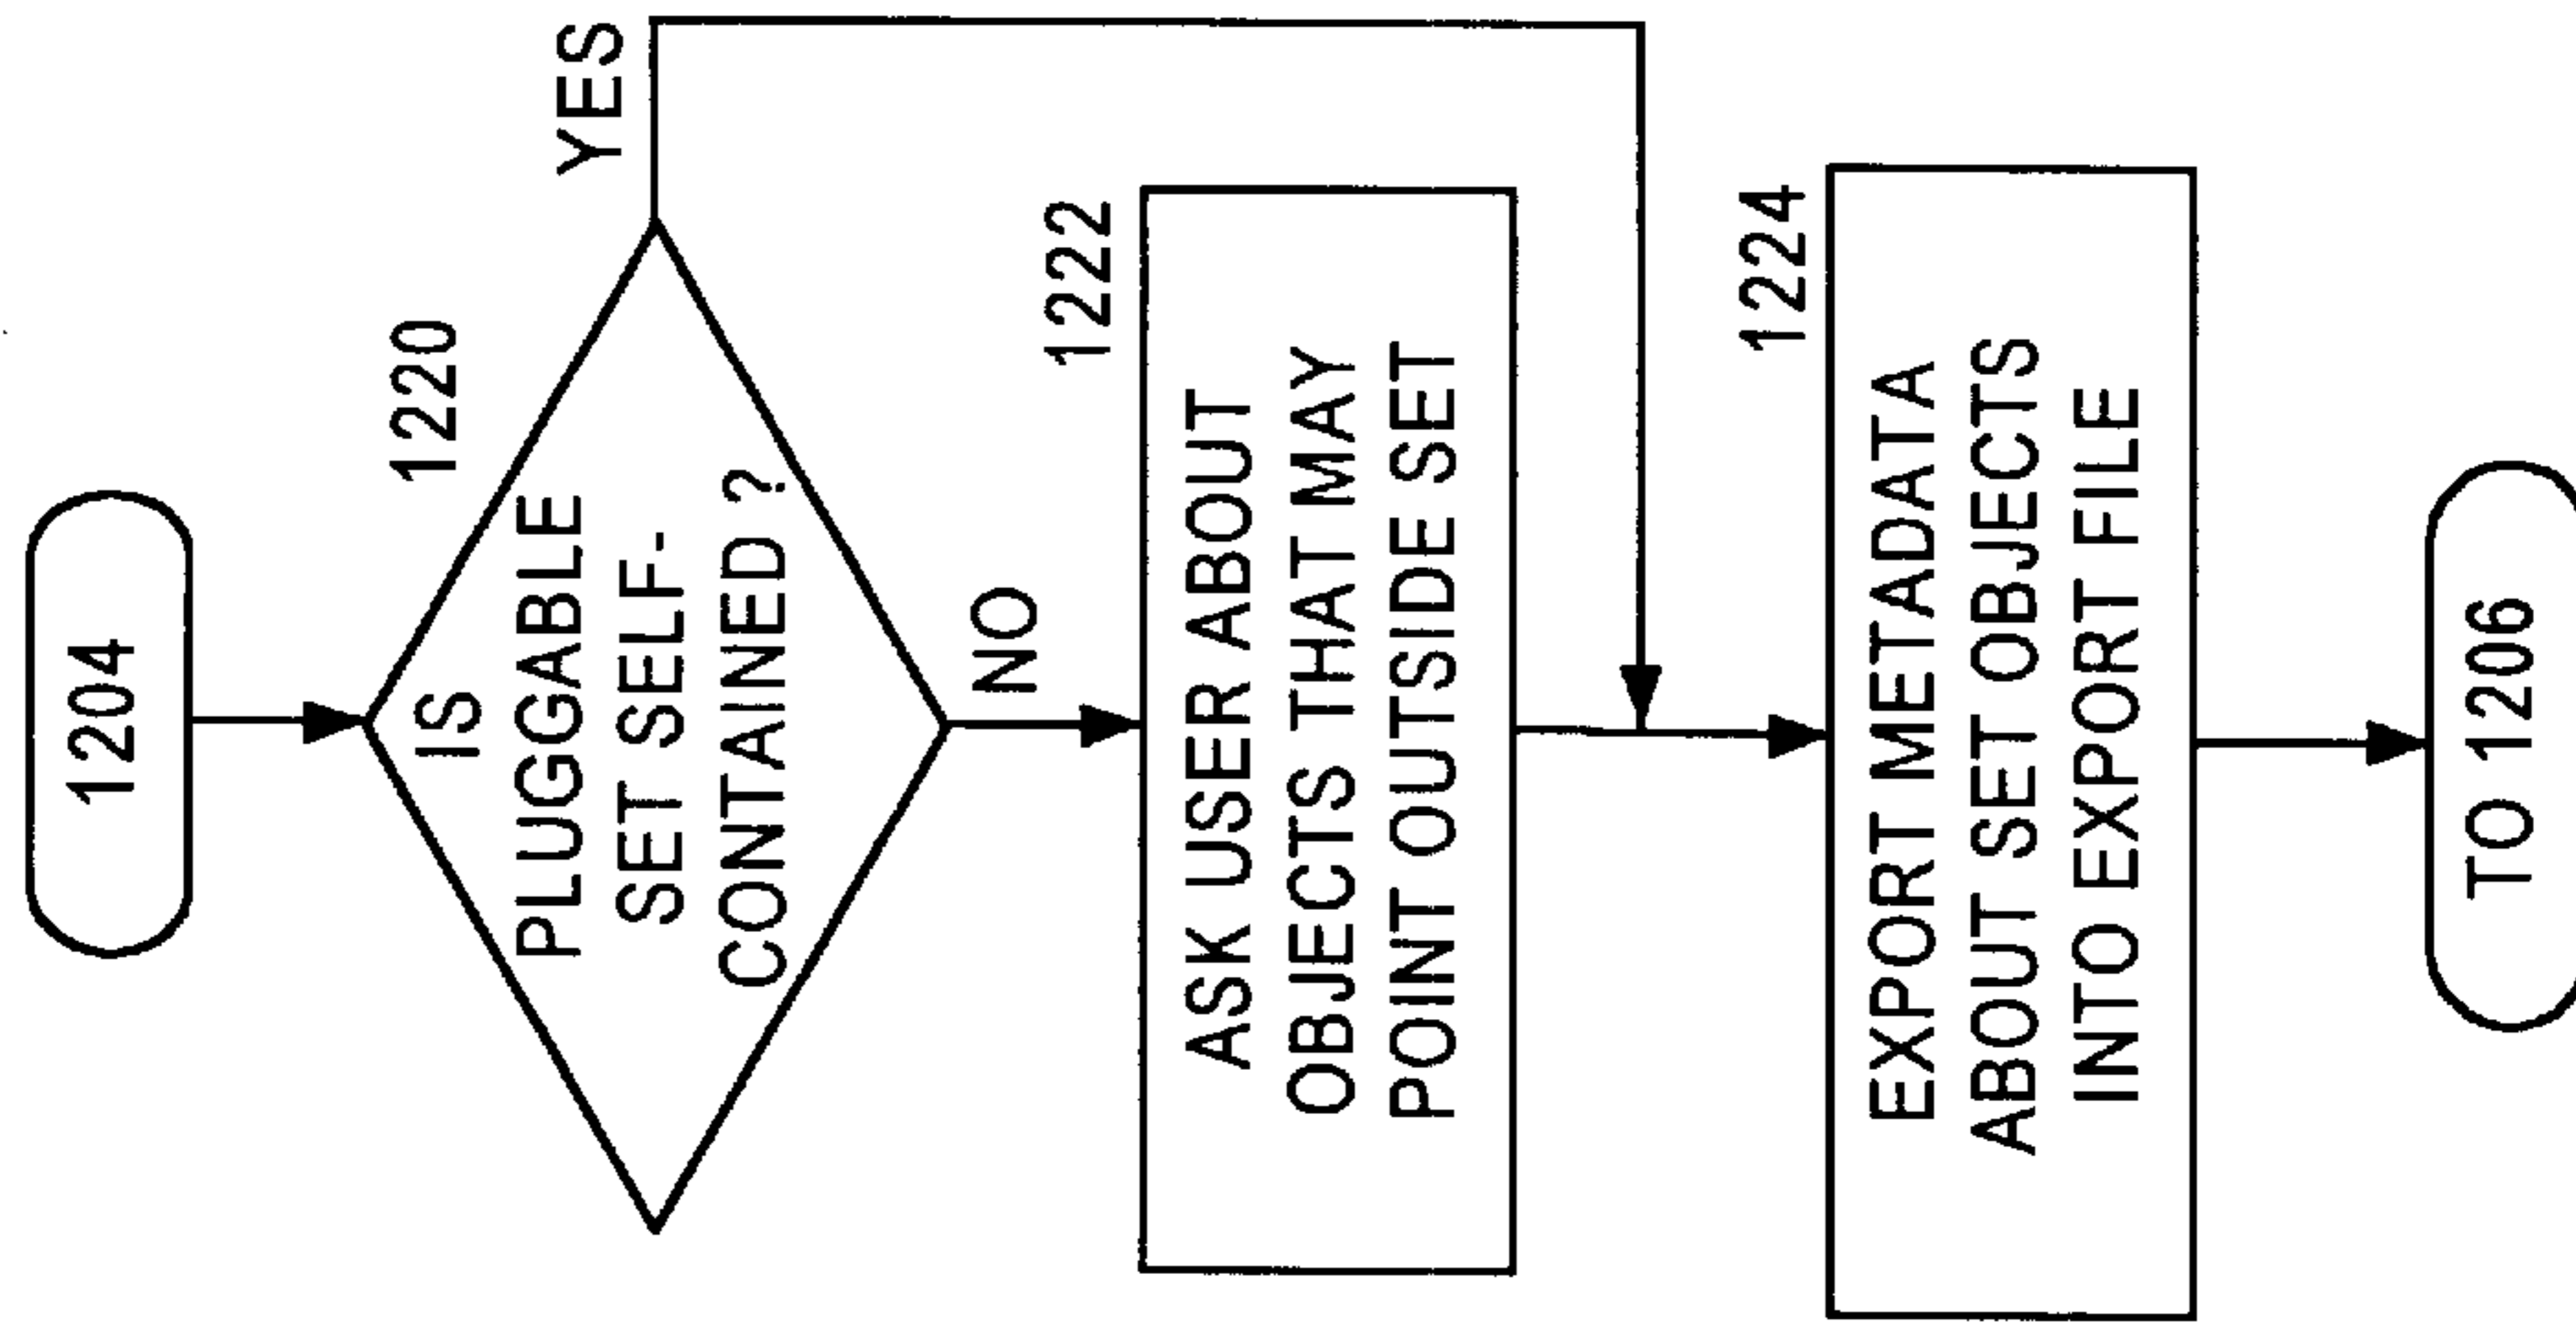 1204
1220
IS
PLUGGABLE
SET SELF-
CONTAINED ?
YES
NO
1222
ASK USER ABOUT
OBJECTS THAT MAY
POINT OUTSIDE SET
1224
EXPORT METADATA
ABOUT SET OBJECTS
INTO EXPORT FILE
TO 1206